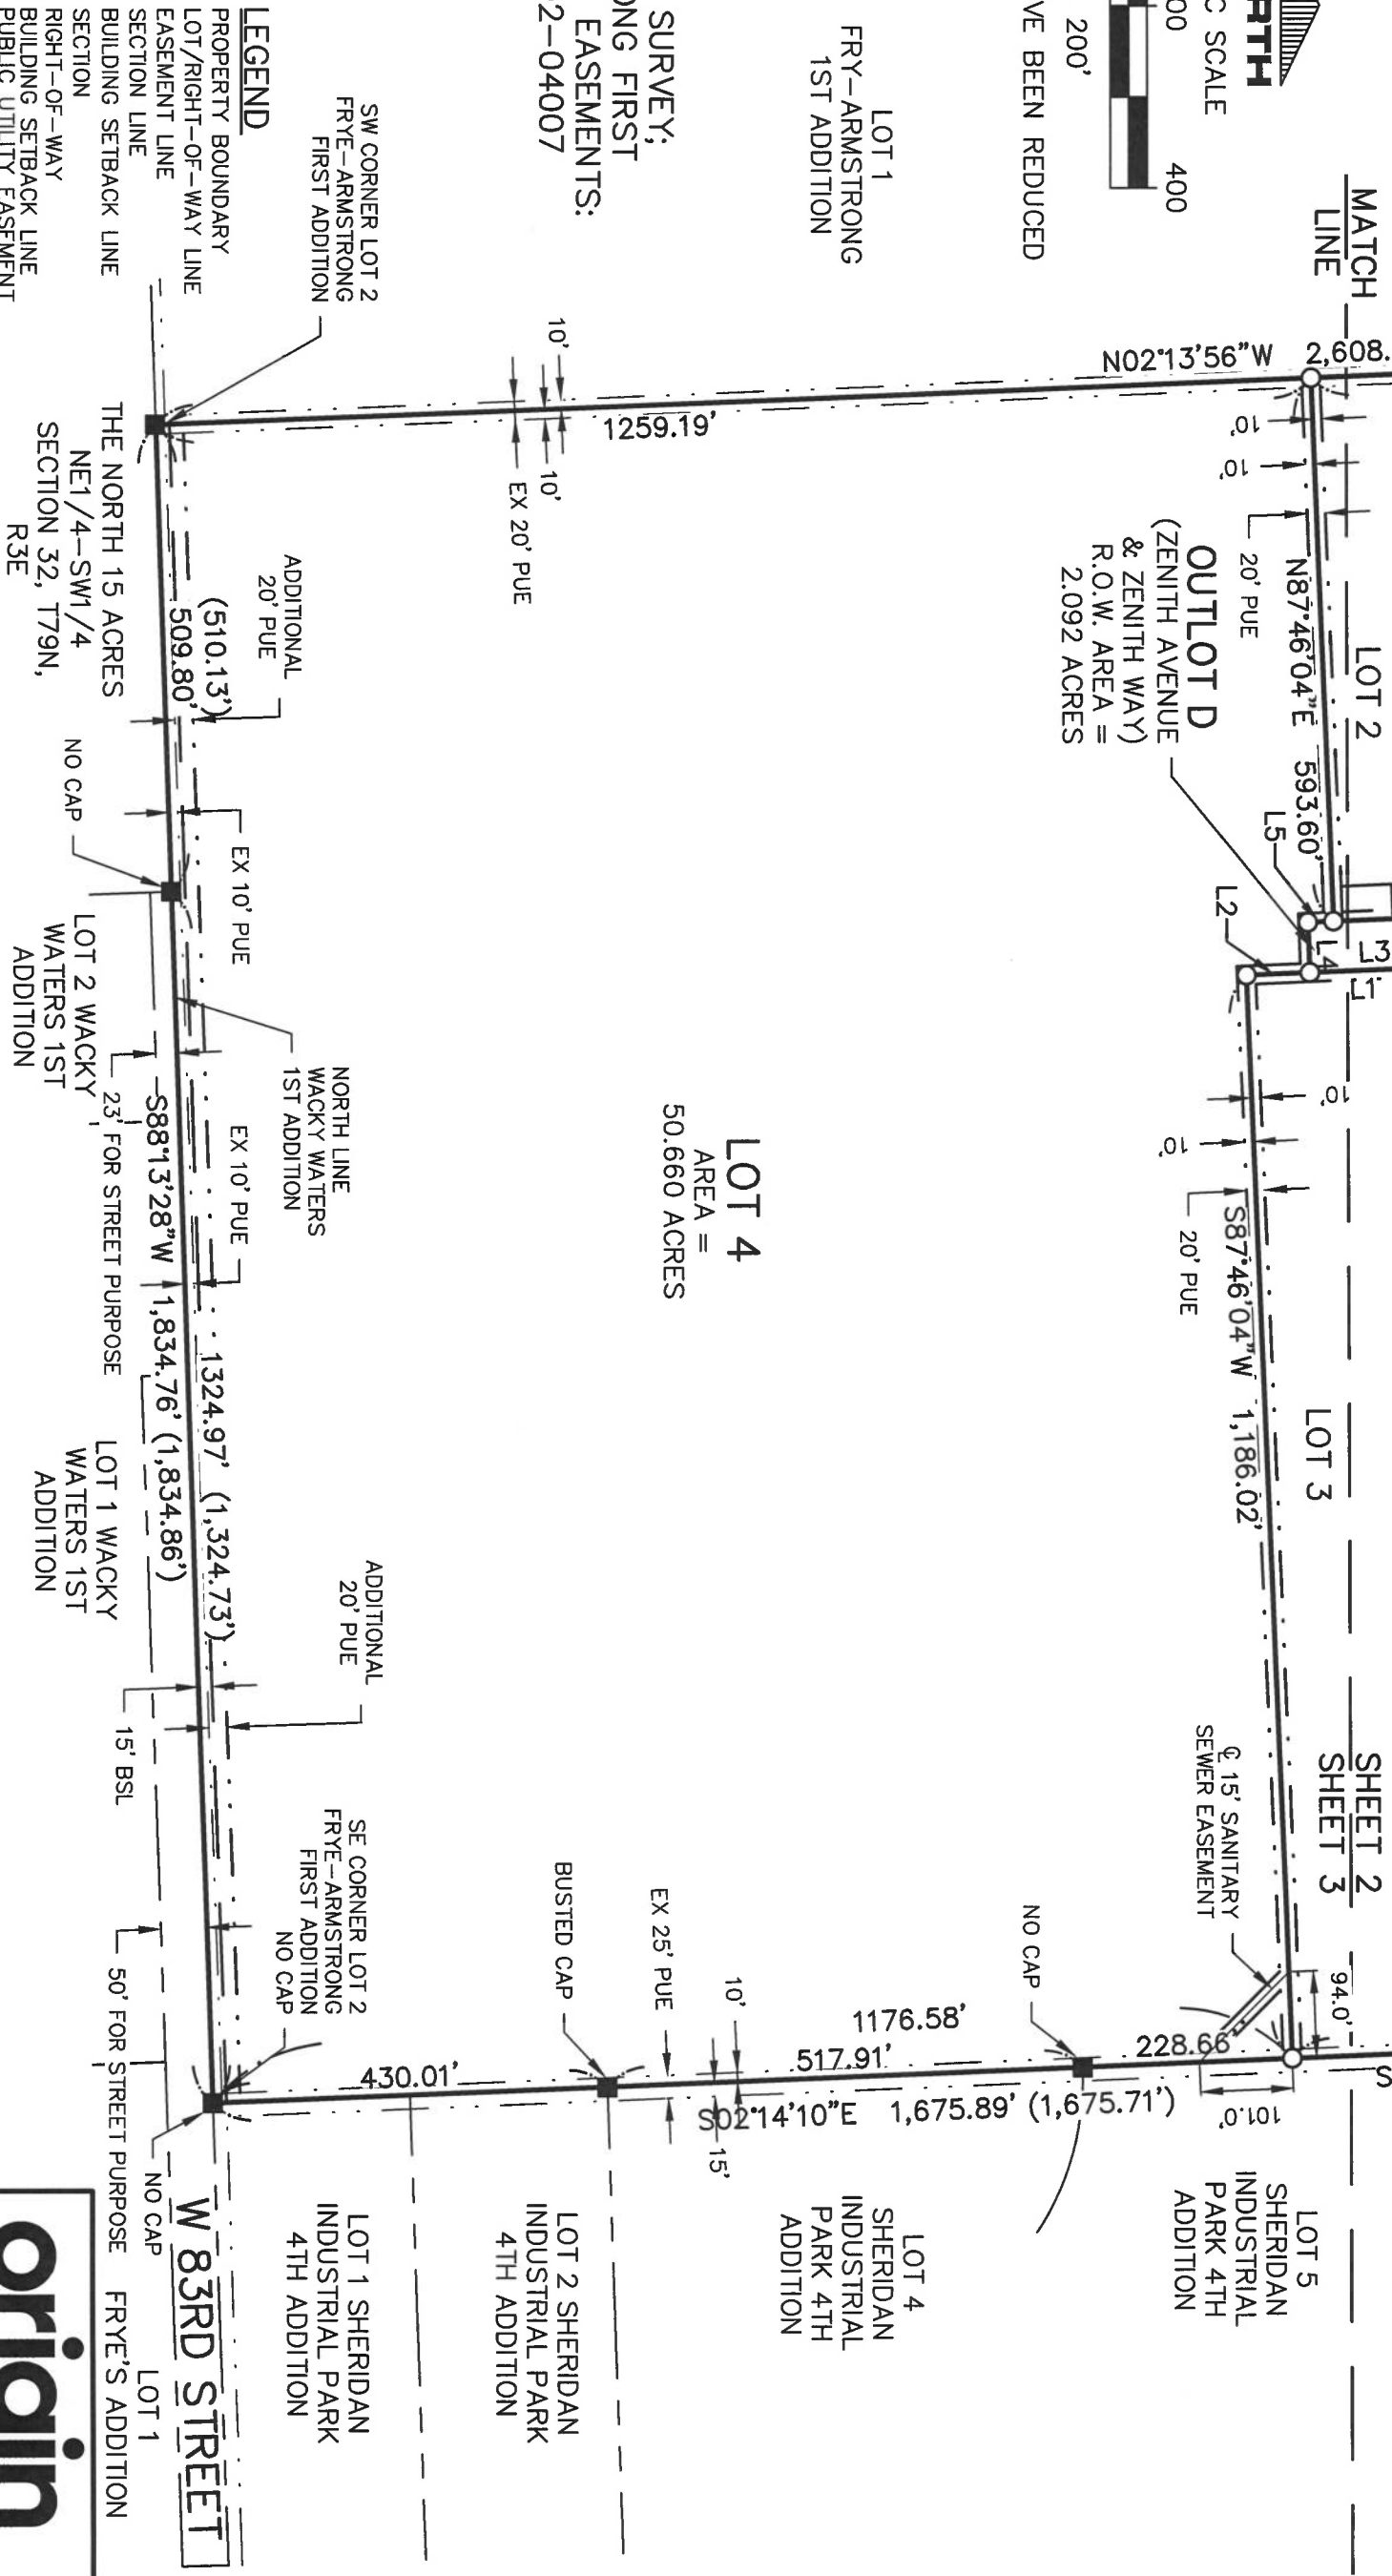 RTH
C SCALE
00
400
200'
VE BEEN REDUCED
MATCH
LINE
LOT 1
FRY-ARMSTRONG
1ST ADDITION
SURVEY;
ONG FIRST
EASEMENTS:
2-04007
SW CORNER LOT 2
FRYE-ARMSTRONG
FIRST ADDITION
LEGEND
PROPERTY BOUNDARY
LOT/RIGHT-OF-WAY LINE
EASEMENT LINE
SECTION LINE
BUILDING SETBACK LINE
SECTION
RIGHT-OF-WAY
BUILDING SETBACK LINE
PUBLIC UTILITY EASEMENT
N02°13'56"W 2,608.
1259.19'
10'
10'
EX 20' PUE
10'
10'
20' PUE
LOT 2
N87°46'04"E 593.60'
OUTLOT D
(ZENITH AVENUE
& ZENITH WAY)
R.O.W. AREA =
2.092 ACRES
L5
L2
L4
L3
L1
THE NORTH 15 ACRES
NE1/4-SW1/4
SECTION 32, T79N,
R3E
ADDITIONAL
20' PUE
(510.13')
509.80'
NO CAP
EX 10' PUE
LOT 2 WACKY
WATERS 1ST
ADDITION
NORTH LINE
WACKY WATERS
1ST ADDITION
EX 10' PUE
23' FOR STREET PURPOSE
S88°13'28"W 1,834.76' (1,834.86')
1324.97' (1,324.73')
LOT 4
AREA =
50.660 ACRES
10'
10'
20' PUE
S87°46'04"W 1,186.02'
LOT 3
SHEET 2
SHEET 3
LOT 1 WACKY
WATERS 1ST
ADDITION
ADDITIONAL
20' PUE
15' BSL
50' FOR STREET PURPOSE
℄ 15' SANITARY
SEWER EASEMENT
94.0'
101.0'
S
SE CORNER LOT 2
FRYE-ARMSTRONG
FIRST ADDITION
NO CAP
BUSTED CAP
EX 25' PUE
10'
15'
NO CAP
1176.58'
430.01'
517.91'
228.66'
S02°14'10"E 1,675.89' (1,675.71')
LOT 5
SHERIDAN
INDUSTRIAL
PARK 4TH
ADDITION
LOT 4
SHERIDAN
INDUSTRIAL
PARK 4TH
ADDITION
LOT 2 SHERIDAN
INDUSTRIAL PARK
4TH ADDITION
LOT 1 SHERIDAN
INDUSTRIAL PARK
4TH ADDITION
NO CAP
W 83RD STREET
LOT 1
FRYE'S ADDITION
origin